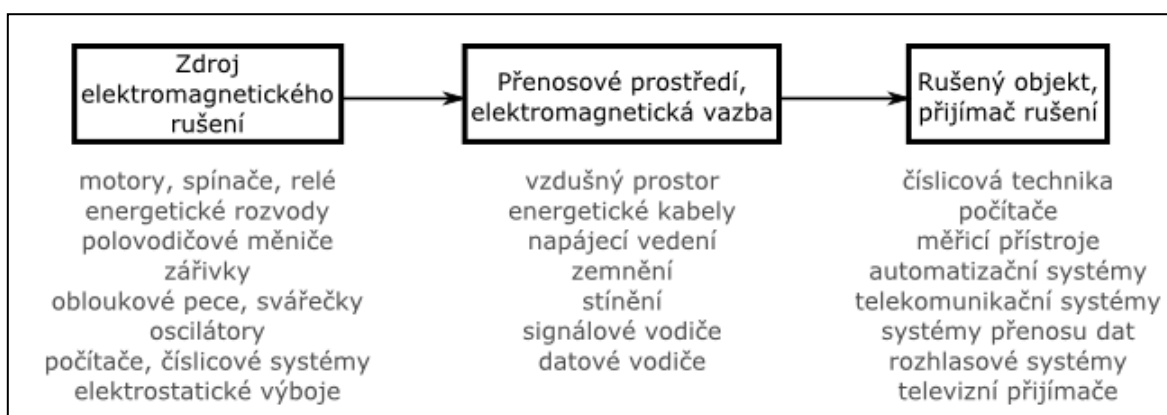 Zdroj
elektromagnetického
rušení
Přenosové prostředí,
elektromagnetická vazba
Rušený objekt,
přijímač rušení
motory, spínače, relé
energetické rozvody
polovodičové měniče
zářivky
obloukové pece, svářečky
oscilátory
počítače, číslicové systémy
elektrostatické výboje
vzdušný prostor
energetické kabely
napájecí vedení
zemnění
stínění
signálové vodiče
datové vodiče
číslicová technika
počítače
měřicí přístroje
automatizační systémy
telekomunikační systémy
systémy přenosu dat
rozhlasové systémy
televizní přijímače